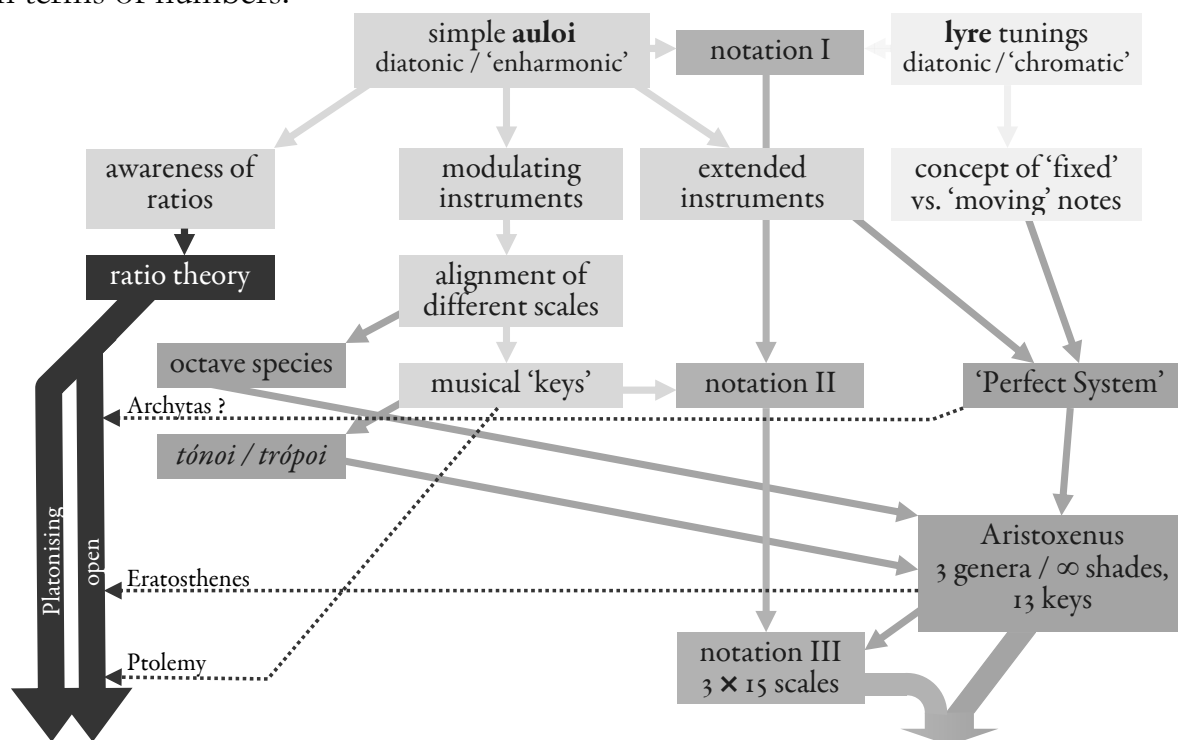 in terms of numbers.
simple auloi
diatonic / ‘enharmonic’
notation I
lyre tunings
diatonic / ‘chromatic’
awareness of
ratios
modulating
instruments
extended
instruments
concept of ‘fixed’
vs. ‘moving’ notes
ratio theory
alignment of
different scales
octave species
musical ‘keys’
notation II
‘Perfect System’
Archytas ?
tónoi / trópoi
Platonising
open
Aristoxenus
3 genera / ∞ shades,
13 keys
Eratosthenes
Ptolemy
notation III
3 × 15 scales